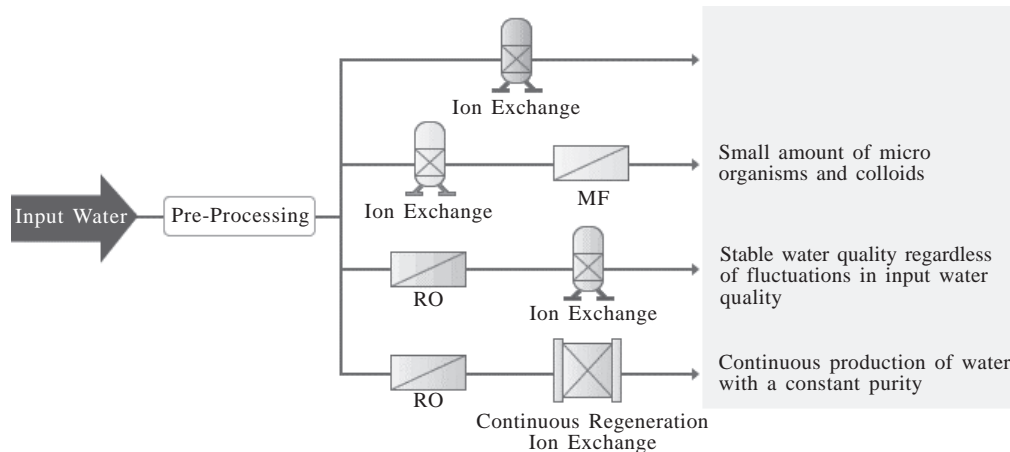 Ion Exchange
Ion Exchange
MF
Small amount of micro
organisms and colloids
Input Water
Pre-Processing
RO
Ion Exchange
Stable water quality regardless
of fluctuations in input water
quality
RO
Continuous Regeneration
Ion Exchange
Continuous production of water
with a constant purity